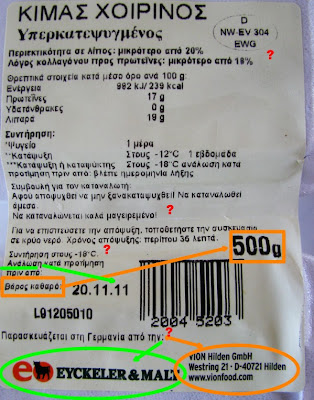 ΚΙΜΑΣ ΧΟΙΡΙΝΟΣ
Υπερκατεψυγμένος
D
NW-EV 304
EWG
Περιεκτικότητα σε λίπος: μικρότερο από 20%
Λόγος κολλαγόνου προς πρωτείνες: μικρότερο από 18%
?
Θρεπτικά στοιχεία κατά μέσο όρο ανά 100 g:
Ενέργεια 992 kJ/ 239 kcal
Πρωτεΐνες 17 g
Υδατάνθρακες 0 g
Λιπαρά 19 g
Συντήρηση:
*Ψυγείο 1 μέρα
**Κατάψυξη Στους -12°C 1 εβδομάδα
***Κατάψυξη ή καταψύκτης Στους -18°C ανάλωση κατά
προτίμηση πριν από: βλέπε ημερομηνία λήξης
Συμβουλή για τον καταναλωτή:
Αφού αποψυχθεί να μην ξανακαταψυχθεί! Να καταναλωθεί
άμεσα.
Να καταναλώνεται καλά μαγειρεμένο!
?
Για να επισπεύσετε την απόψυξη, τοποθετήστε την συσκευασία
σε κρύο νερό. Χρόνος απόψυξης: περίπου 36 λεπτά.
?
Συντήρηση στους -18°C.
Ανάλωση κατά προτίμηση
πριν από:
500g
Βάρος καθαρό:
20.11.11
L91205010
2004 5203
?
Παρασκευάζεται στη Γερμανία από την:
e EYCKELER & MALT
VION Hilden GmbH
Westring 21 · D-40721 Hilden
www.vionfood.com